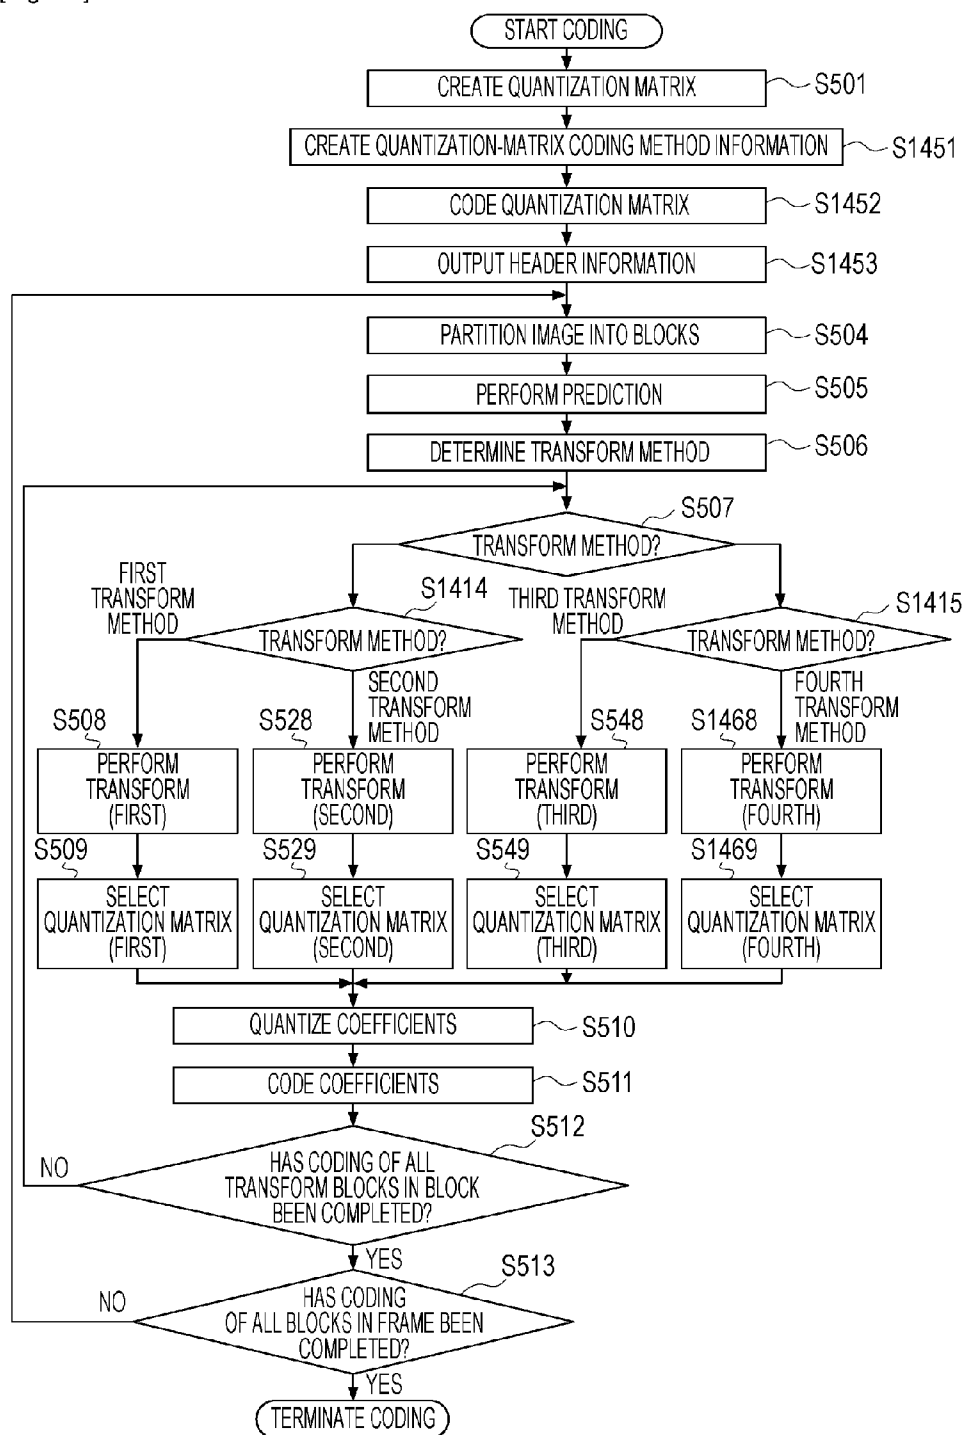 START CODING
CREATE QUANTIZATION MATRIX
S501
CREATE QUANTIZATION-MATRIX CODING METHOD INFORMATION
S1451
CODE QUANTIZATION MATRIX
S1452
OUTPUT HEADER INFORMATION
S1453
PARTITION IMAGE INTO BLOCKS
S504
PERFORM PREDICTION
S505
DETERMINE TRANSFORM METHOD
S506
S507
TRANSFORM METHOD?
FIRST
TRANSFORM
METHOD
S1414
TRANSFORM METHOD?
THIRD TRANSFORM
METHOD
S1415
TRANSFORM METHOD?
SECOND
TRANSFORM
METHOD
FOURTH
TRANSFORM
METHOD
S508
PERFORM
TRANSFORM
(FIRST)
S528
PERFORM
TRANSFORM
(SECOND)
S548
PERFORM
TRANSFORM
(THIRD)
S1468
PERFORM
TRANSFORM
(FOURTH)
S509
SELECT
QUANTIZATION MATRIX
(FIRST)
S529
SELECT
QUANTIZATION MATRIX
(SECOND)
S549
SELECT
QUANTIZATION MATRIX
(THIRD)
S1469
SELECT
QUANTIZATION MATRIX
(FOURTH)
QUANTIZE COEFFICIENTS
S510
CODE COEFFICIENTS
S511
S512
HAS CODING OF ALL
TRANSFORM BLOCKS IN BLOCK
BEEN COMPLETED?
NO
YES
S513
HAS CODING
OF ALL BLOCKS IN FRAME BEEN
COMPLETED?
NO
YES
TERMINATE CODING